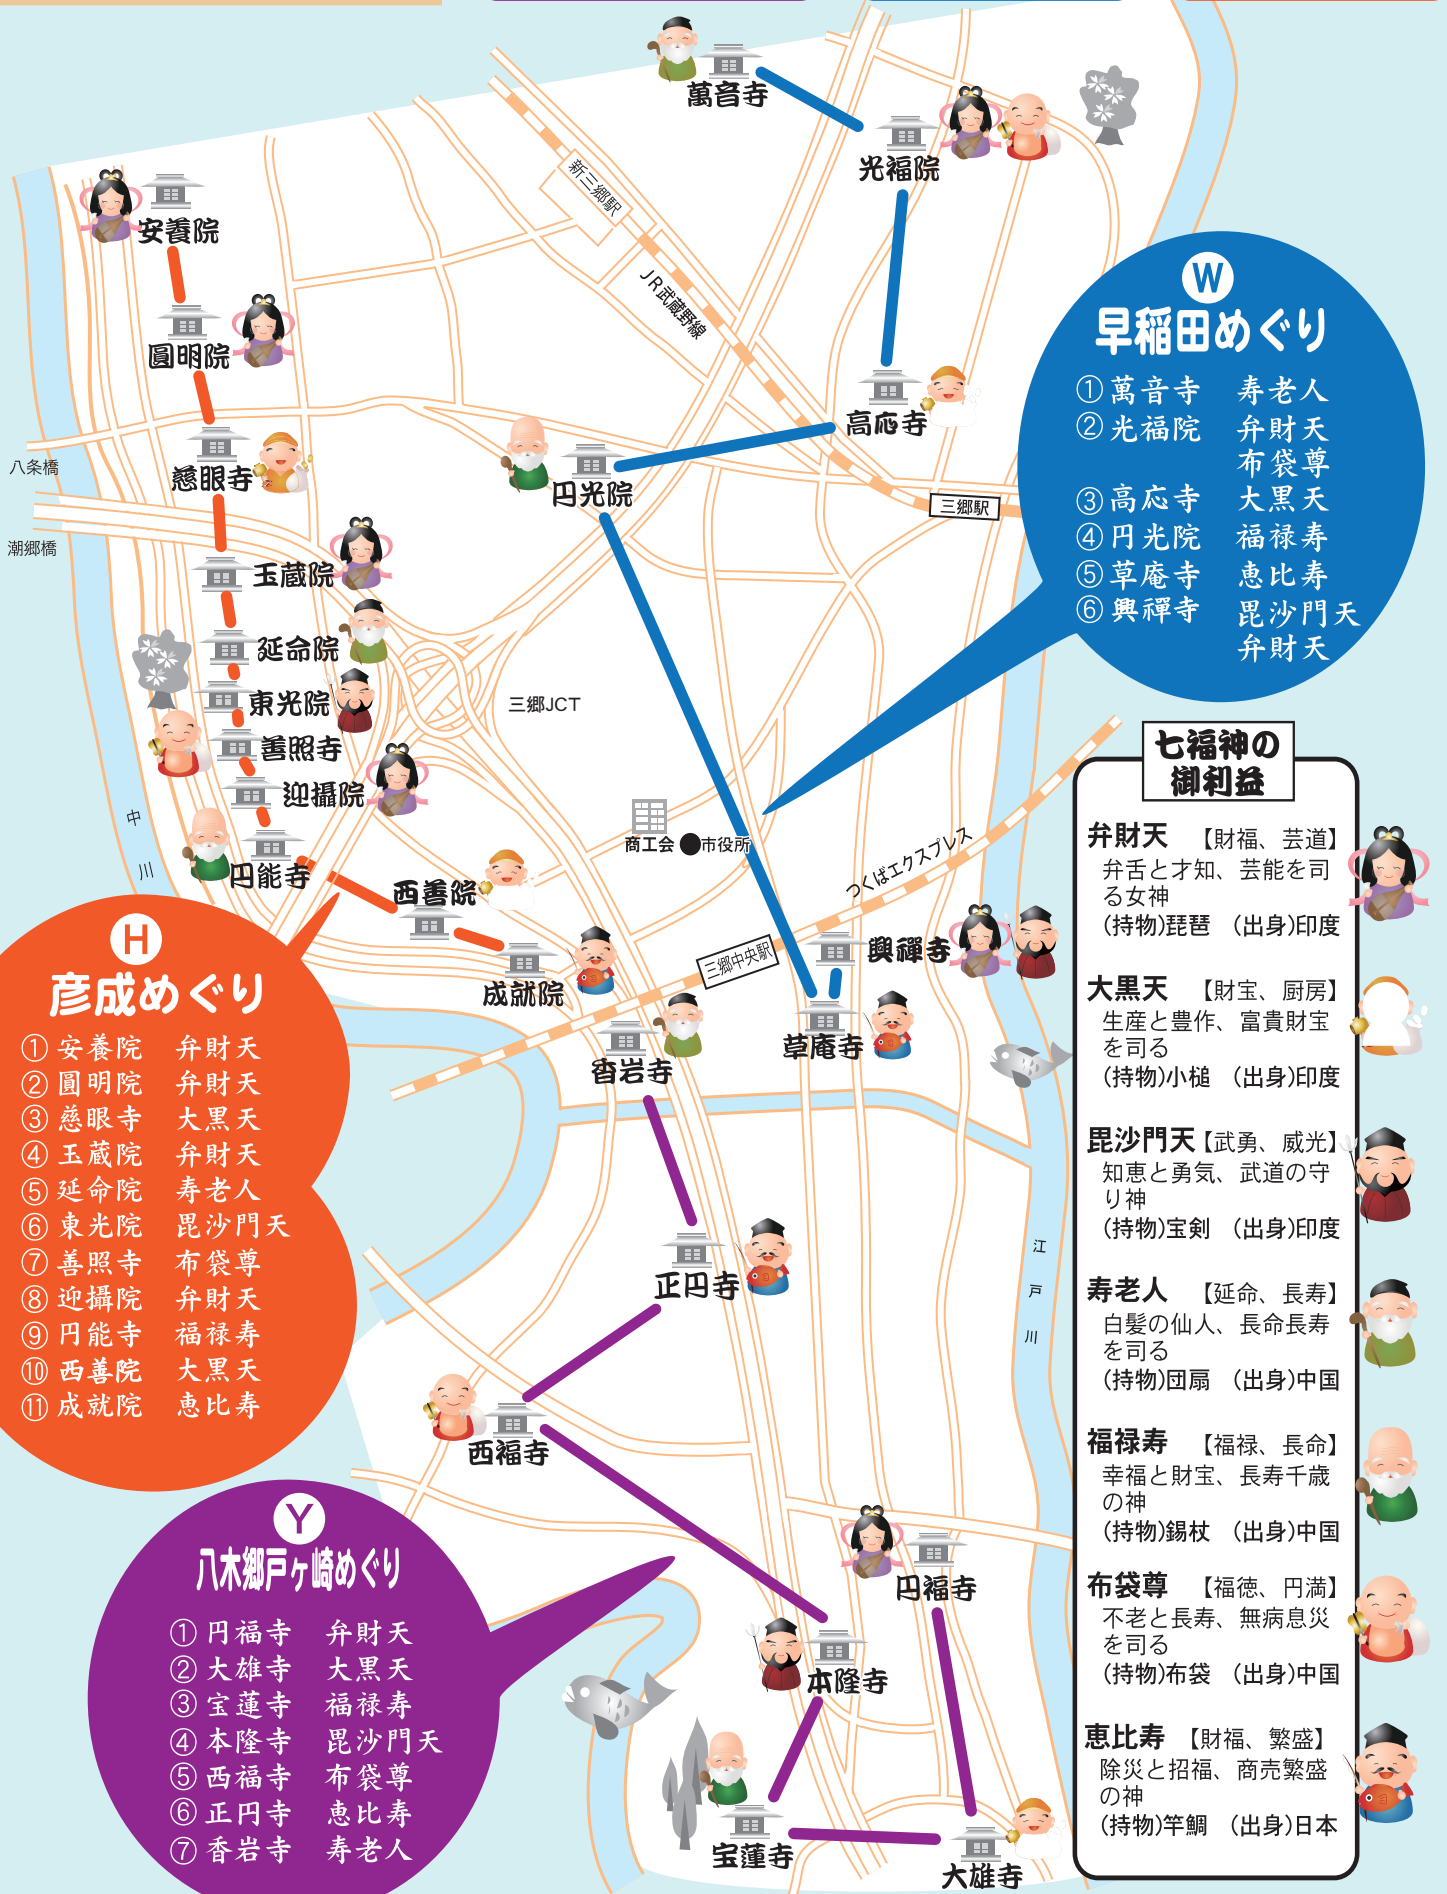 萬音寺
光福院
新三郷駅
安養院
JR武蔵野線
圓明院
高応寺
八条橋
慈眼寺
円光院
三郷駅
潮郷橋
玉蔵院
延命院
東光院
三郷JCT
善照寺
迎攝院
中川
商工会
市役所
円能寺
つくばエクスプレス
西善院
成就院
三郷中央駅
興禪寺
草庵寺
香岩寺
江戸川
正円寺
西福寺
円福寺
本隆寺
宝蓮寺
大雄寺
W
早稲田めぐり
①萬音寺 寿老人
②光福院 弁財天
布袋尊
③高応寺 大黒天
④円光院 福禄寿
⑤草庵寺 恵比寿
⑥興禪寺 毘沙門天
弁財天
H
彦成めぐり
①安養院 弁財天
②圓明院 弁財天
③慈眼寺 大黒天
④玉蔵院 弁財天
⑤延命院 寿老人
⑥東光院 毘沙門天
⑦善照寺 布袋尊
⑧迎攝院 弁財天
⑨円能寺 福禄寿
⑩西善院 大黒天
⑪成就院 恵比寿
Y
八木郷戸ヶ崎めぐり
①円福寺 弁財天
②大雄寺 大黒天
③宝蓮寺 福禄寿
④本隆寺 毘沙門天
⑤西福寺 布袋尊
⑥正円寺 恵比寿
⑦香岩寺 寿老人
七福神の
御利益
弁財天 【財福、芸道】
弁舌と才知、芸能を司
る女神
(持物)琵琶 (出身)印度
大黒天 【財宝、厨房】
生産と豊作、富貴財宝
を司る
(持物)小槌 (出身)印度
毘沙門天【武勇、威光】
知恵と勇気、武道の守
り神
(持物)宝剣 (出身)印度
寿老人 【延命、長寿】
白髪の仙人、長命長寿
を司る
(持物)団扇 (出身)中国
福禄寿 【福禄、長命】
幸福と財宝、長寿千歳
の神
(持物)錫杖 (出身)中国
布袋尊 【福徳、円満】
不老と長寿、無病息災
を司る
(持物)布袋 (出身)中国
恵比寿 【財福、繁盛】
除災と招福、商売繁盛
の神
(持物)竿鯛 (出身)日本